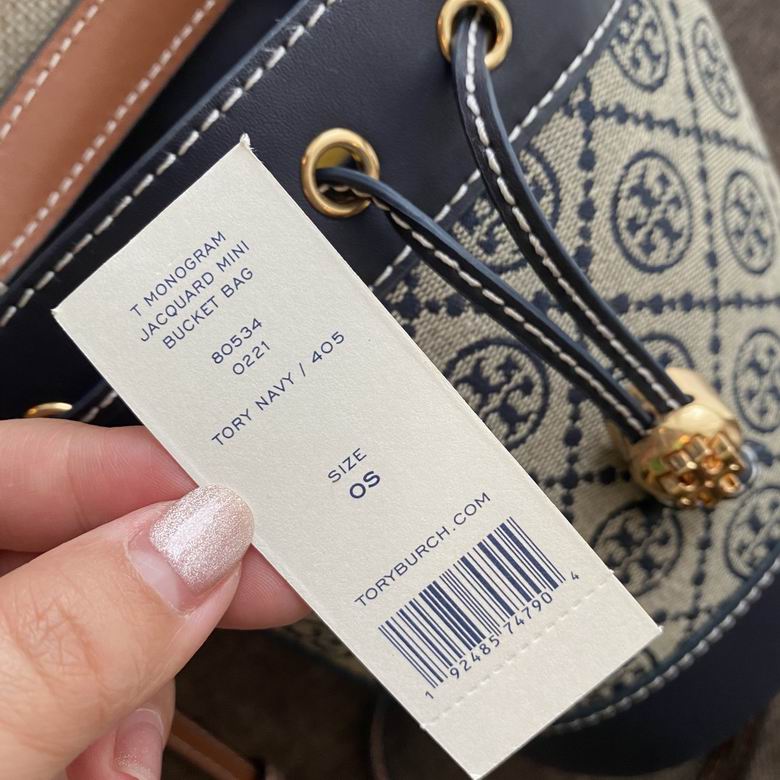 T MONOGRAM
JACQUARD MINI
BUCKET BAG
80534
0221
TORY NAVY / 405
SIZE
OS
TORYBURCH.COM
1 92485 74790 4